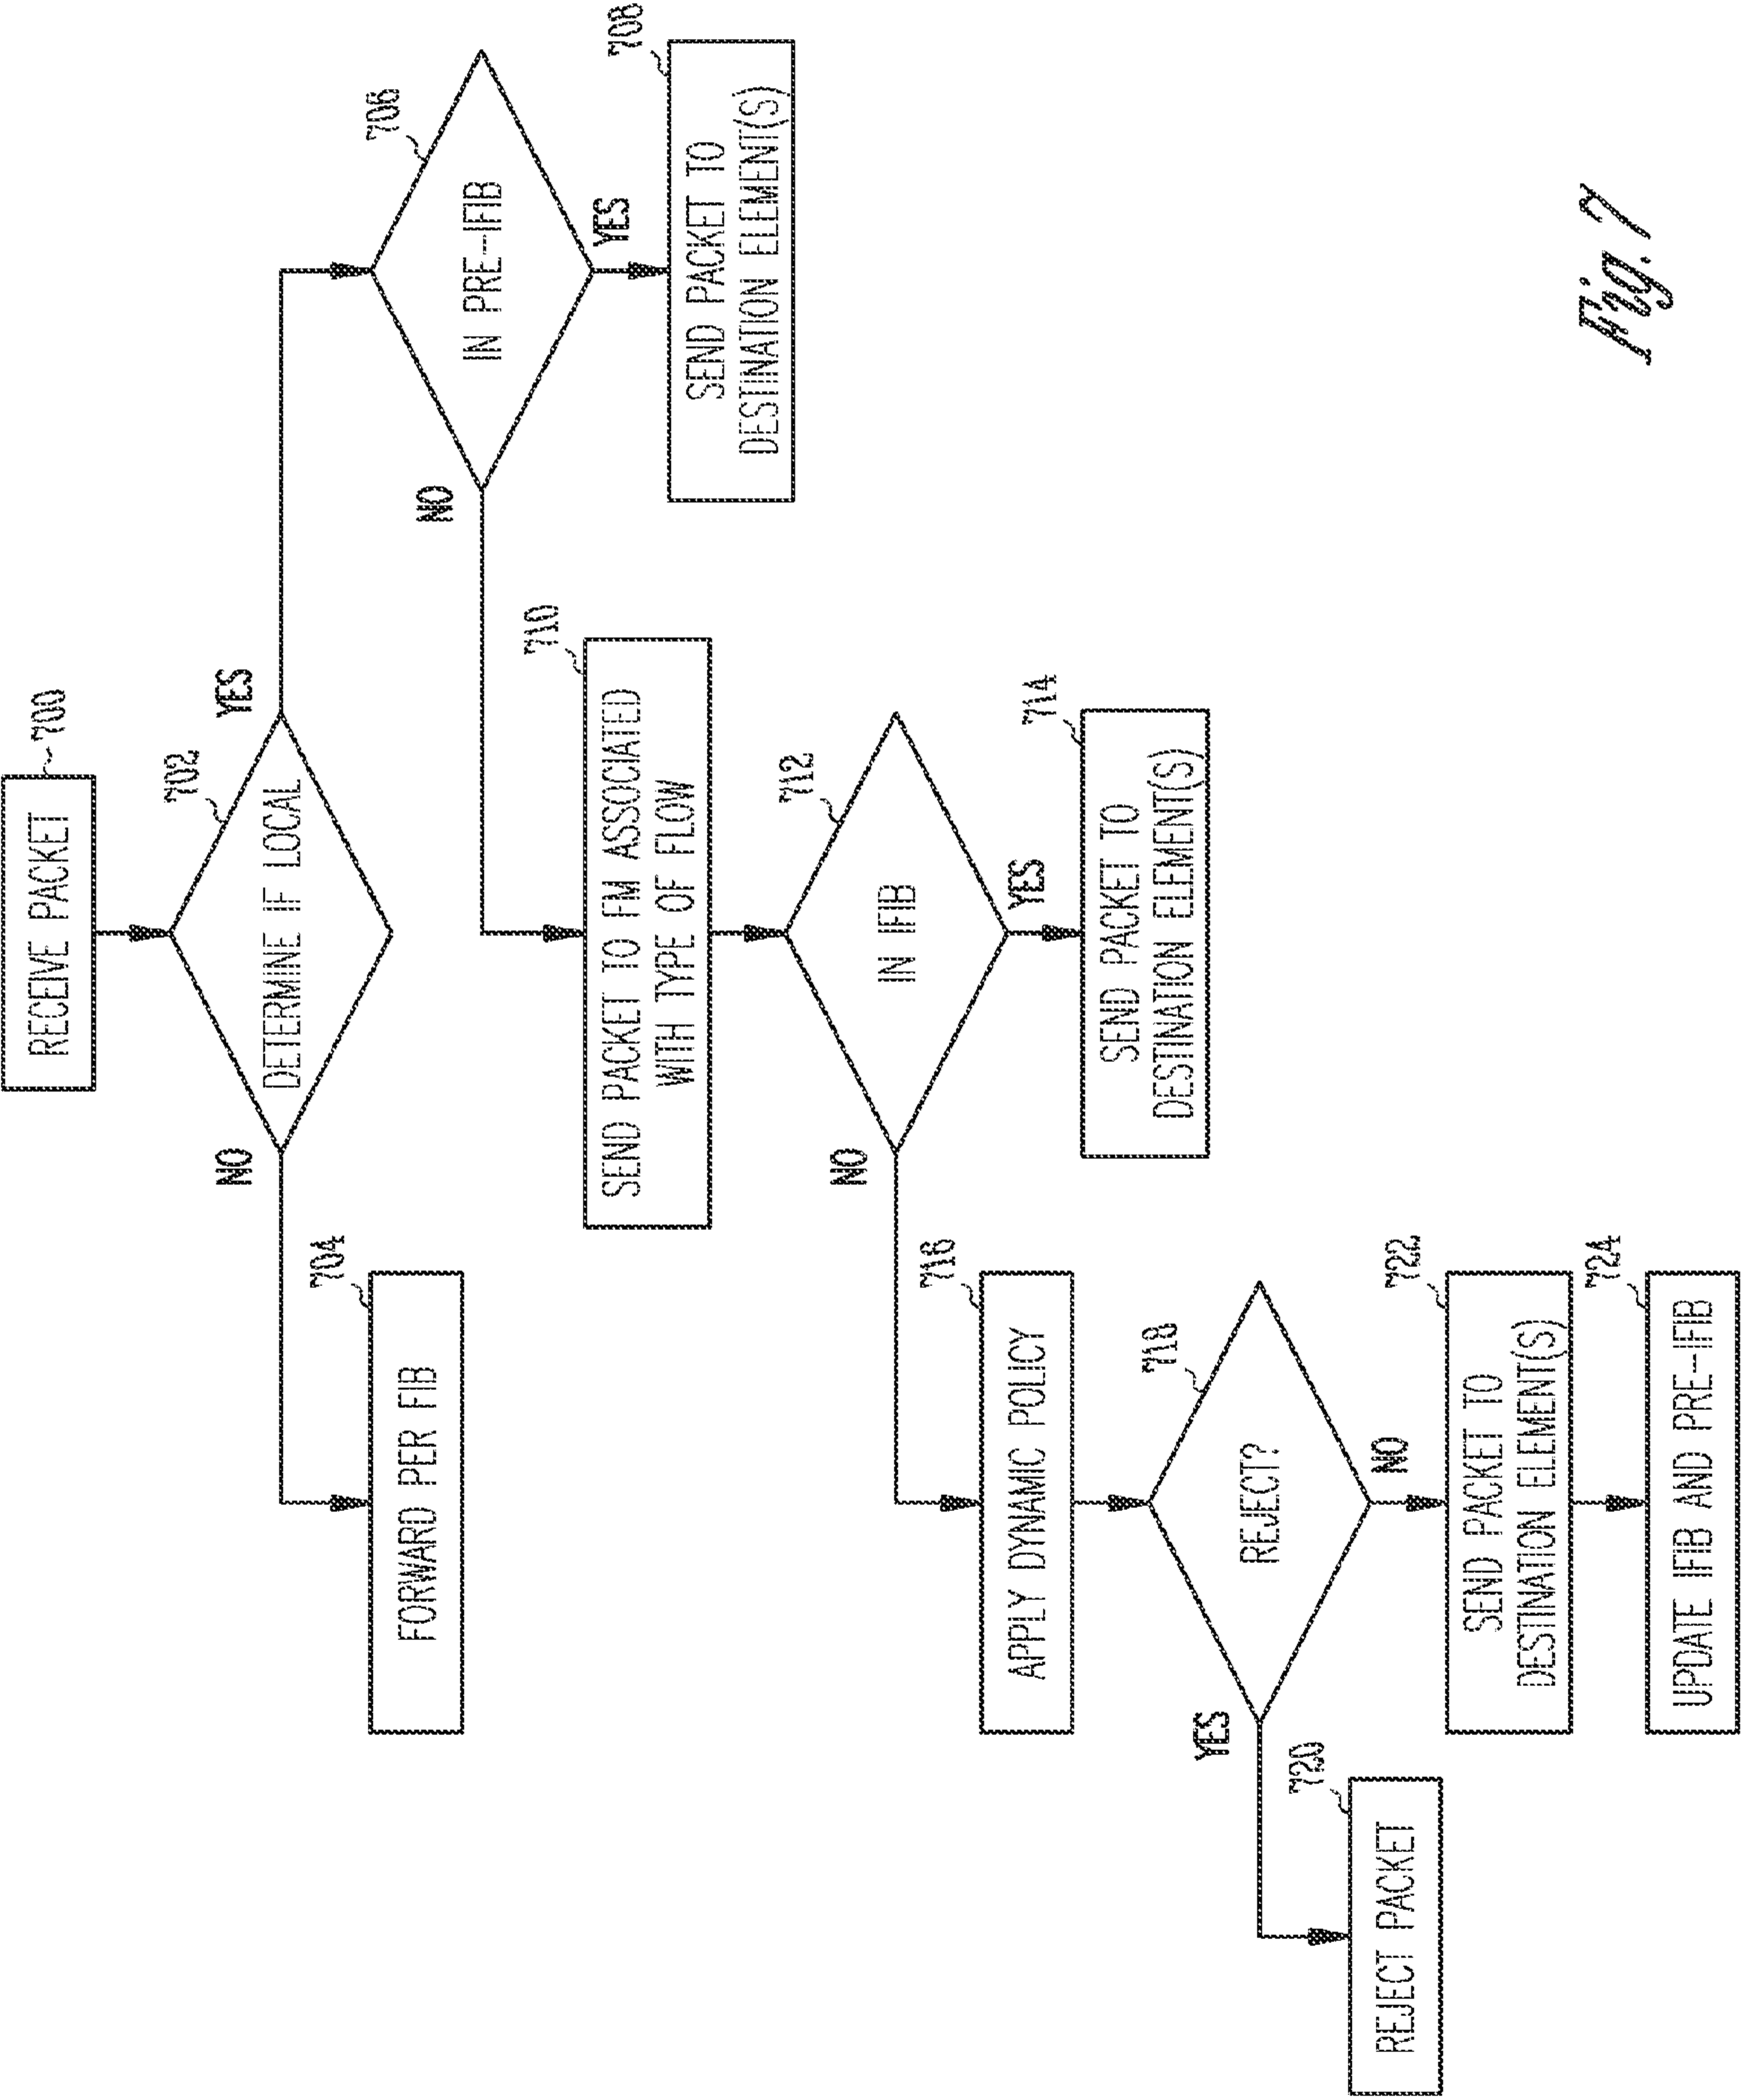 RECEIVE PACKET
700
DETERMINE IF LOCAL
702
NO
YES
FORWARD PER FIB
704
IN PRE-IFIB
706
NO
YES
SEND PACKET TO
DESTINATION ELEMENT(S)
708
SEND PACKET TO FM ASSOCIATED
WITH TYPE OF FLOW
710
IN IFIB
712
NO
YES
SEND PACKET TO
DESTINATION ELEMENT(S)
714
APPLY DYNAMIC POLICY
716
REJECT?
718
YES
NO
REJECT PACKET
720
SEND PACKET TO
DESTINATION ELEMENT(S)
722
UPDATE IFIB AND PRE-IFIB
724
Fig. 7